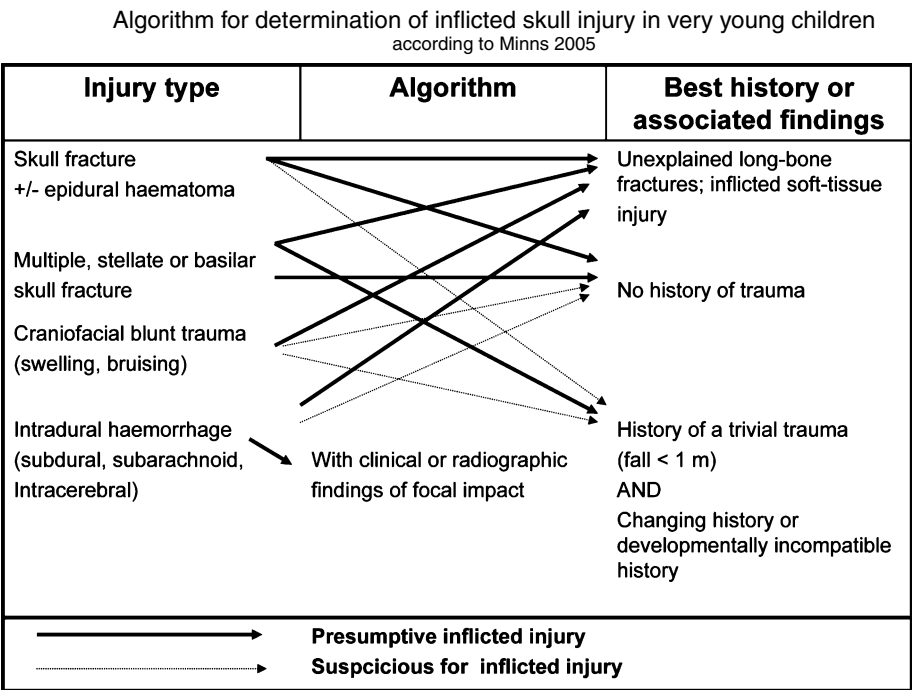 Algorithm for determination of inflicted skull injury in very young children
according to Minns 2005
Injury type
Algorithm
Best history or
associated findings
Skull fracture
+/- epidural haematoma
Multiple, stellate or basilar
skull fracture
Craniofacial blunt trauma
(swelling, bruising)
Intradural haemorrhage
(subdural, subarachnoid,
Intracerebral)
With clinical or radiographic
findings of focal impact
Unexplained long-bone
fractures; inflicted soft-tissue
injury
No history of trauma
History of a trivial trauma
(fall < 1 m)
AND
Changing history or
developmentally incompatible
history
Presumptive inflicted injury
Suspcicious for inflicted injury